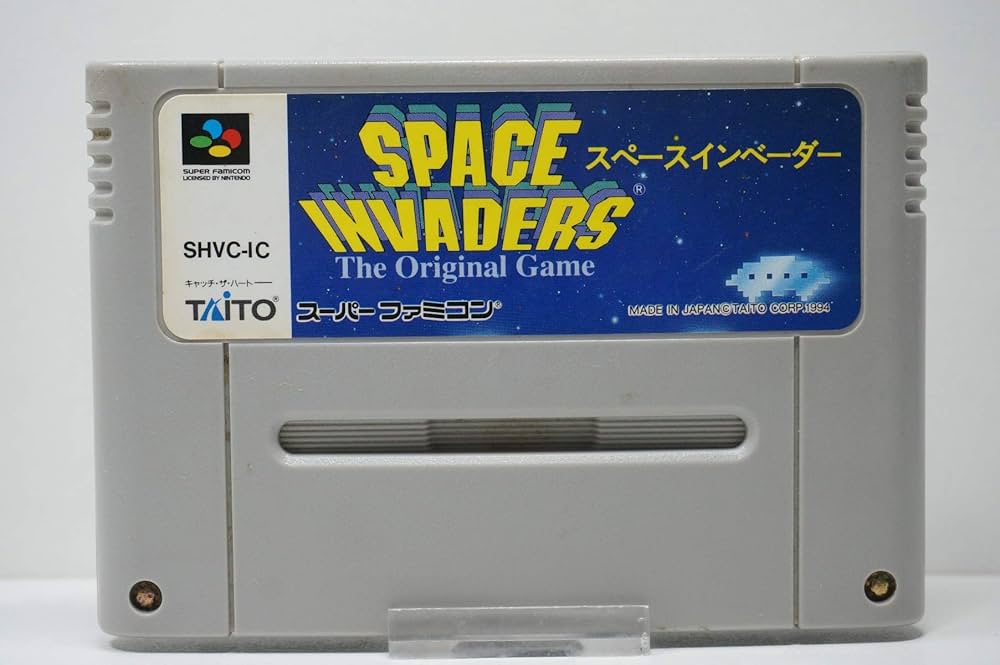 SUPER FAMICOM
LICENSED BY NINTENDO
SHVC-IC
キャッチ・ザ・ハート
TAITO®
SPACE
INVADERS®
スペースインベーダー
The Original Game
スーパーファミコン®
MADE IN JAPAN©TAITO CORP.1994